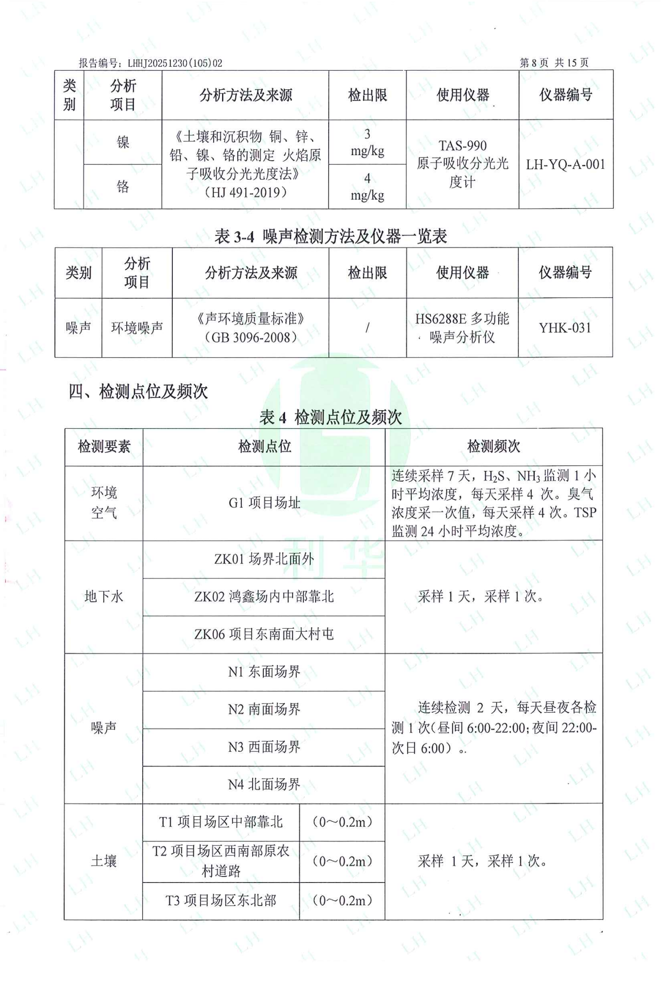 报告编号：LHHJ20251230(105)02 第8页 共15页
类别 分析项目 分析方法及来源 检出限 使用仪器 仪器编号
镍 《土壤和沉积物 铜、锌、铅、镍、铬的测定 火焰原子吸收分光光度法》（HJ 491-2019） 3 mg/kg TAS-990 原子吸收分光光度计 LH-YQ-A-001
铬 4 mg/kg
表 3-4 噪声检测方法及仪器一览表
类别 分析项目 分析方法及来源 检出限 使用仪器 仪器编号
噪声 环境噪声 《声环境质量标准》（GB 3096-2008） / HS6288E 多功能噪声分析仪 YHK-031
四、检测点位及频次
表 4 检测点位及频次
检测要素 检测点位 检测频次
环境空气 G1 项目场址
连续采样 7 天，H₂S、NH₃监测 1 小
时平均浓度，每天采样 4 次。臭气
浓度采一次值，每天采样 4 次。TSP
监测 24 小时平均浓度。
利华
地下水
ZK01 场界北面外
ZK02 鸿鑫场内中部靠北
ZK06 项目东南面大村屯
采样 1 天，采样 1 次。
噪声
N1 东面场界
N2 南面场界
N3 西面场界
N4 北面场界
连续检测 2 天，每天昼夜各检
测 1 次（昼间 6:00-22:00；夜间 22:00-
次日 6:00）。
土壤
T1 项目场区中部靠北 （0～0.2m）
T2 项目场区西南部原农村道路 （0～0.2m）
T3 项目场区东北部 （0～0.2m）
采样 1 天，采样 1 次。